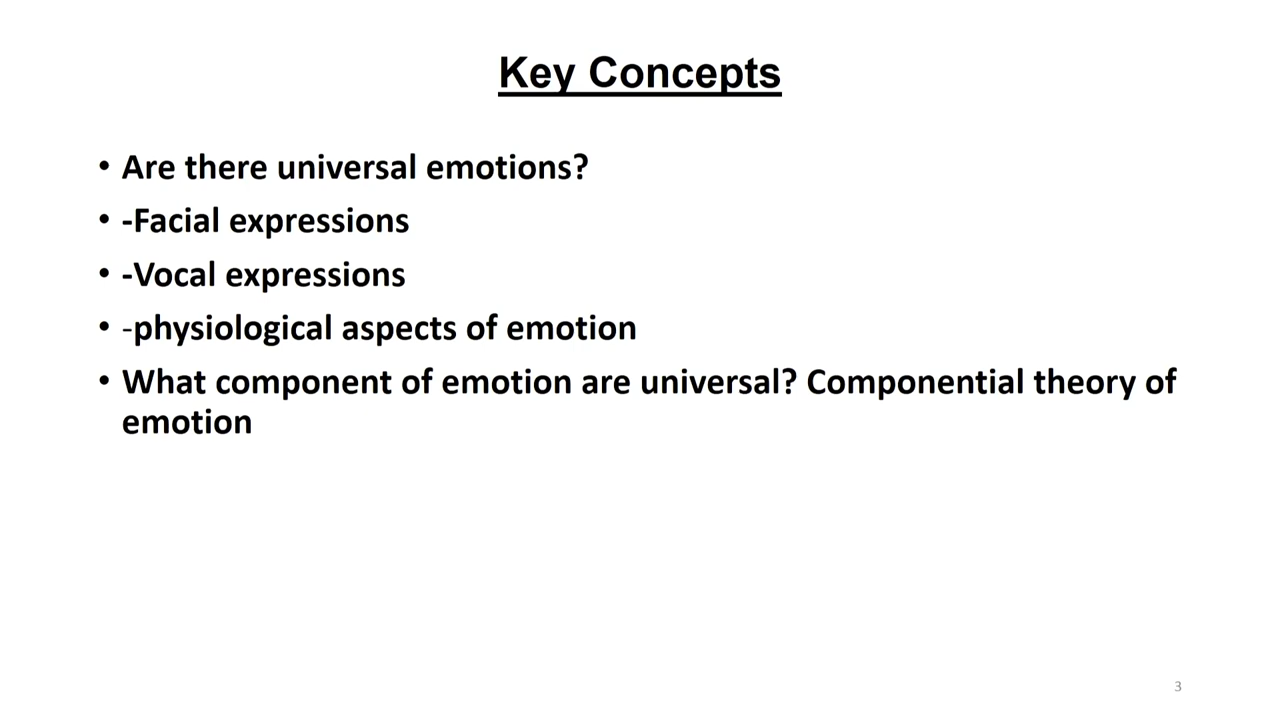 Key Concepts
• Are there universal emotions?
• -Facial expressions
• -Vocal expressions
• -physiological aspects of emotion
• What component of emotion are universal? Componential theory of
emotion
3